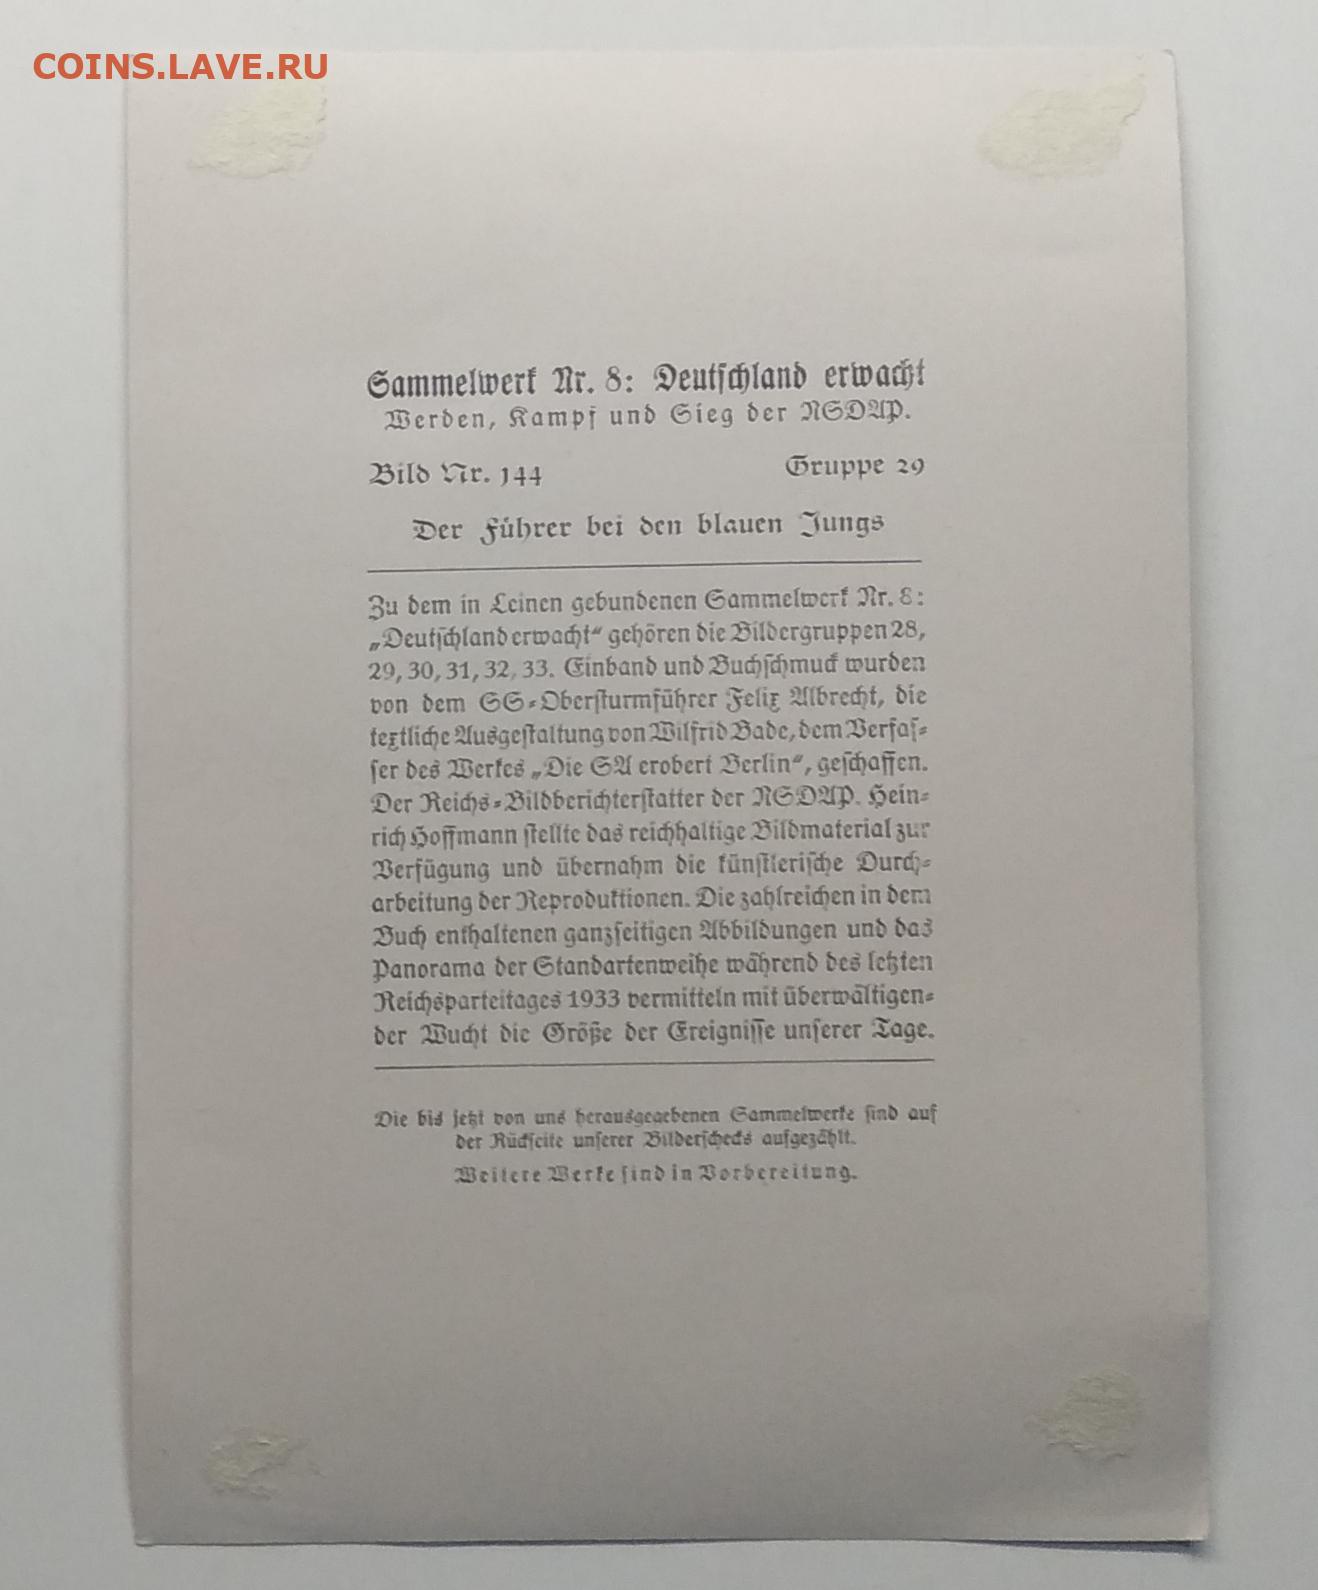 COINS.LAVE.RU
Sammelwerk Nr. 8: Deutschland erwacht
Werden, Kampf und Sieg der NSDAP.
Bild Nr. 144 Gruppe 29
Der Führer bei den blauen Jungs
Zu dem in Leinen gebundenen Sammelwerk Nr. 8:
„Deutschland erwacht“ gehören die Bildergruppen 28,
29, 30, 31, 32, 33. Einband und Buchschmuck wurden
von dem SS-Obersturmführer Felix Albrecht, die
textliche Ausgestaltung von Wilfrid Bade, dem Verfas-
ser des Werkes „Die SA erobert Berlin“, geschaffen.
Der Reichs-Bildberichterstatter der NSDAP. Hein-
rich Hoffmann stellte das reichhaltige Bildmaterial zur
Verfügung und übernahm die künstlerische Durch-
arbeitung der Reproduktionen. Die zahlreichen in dem
Buch enthaltenen ganzseitigen Abbildungen und das
Panorama der Standartenweihe während des letzten
Reichsparteitages 1933 vermitteln mit überwältigen-
der Wucht die Größe der Ereignisse unserer Tage.
Die bis jetzt von uns herausgegebenen Sammelwerke sind auf
der Rückseite unserer Bilderschecks aufgezählt.
Weitere Werke sind in Vorbereitung.